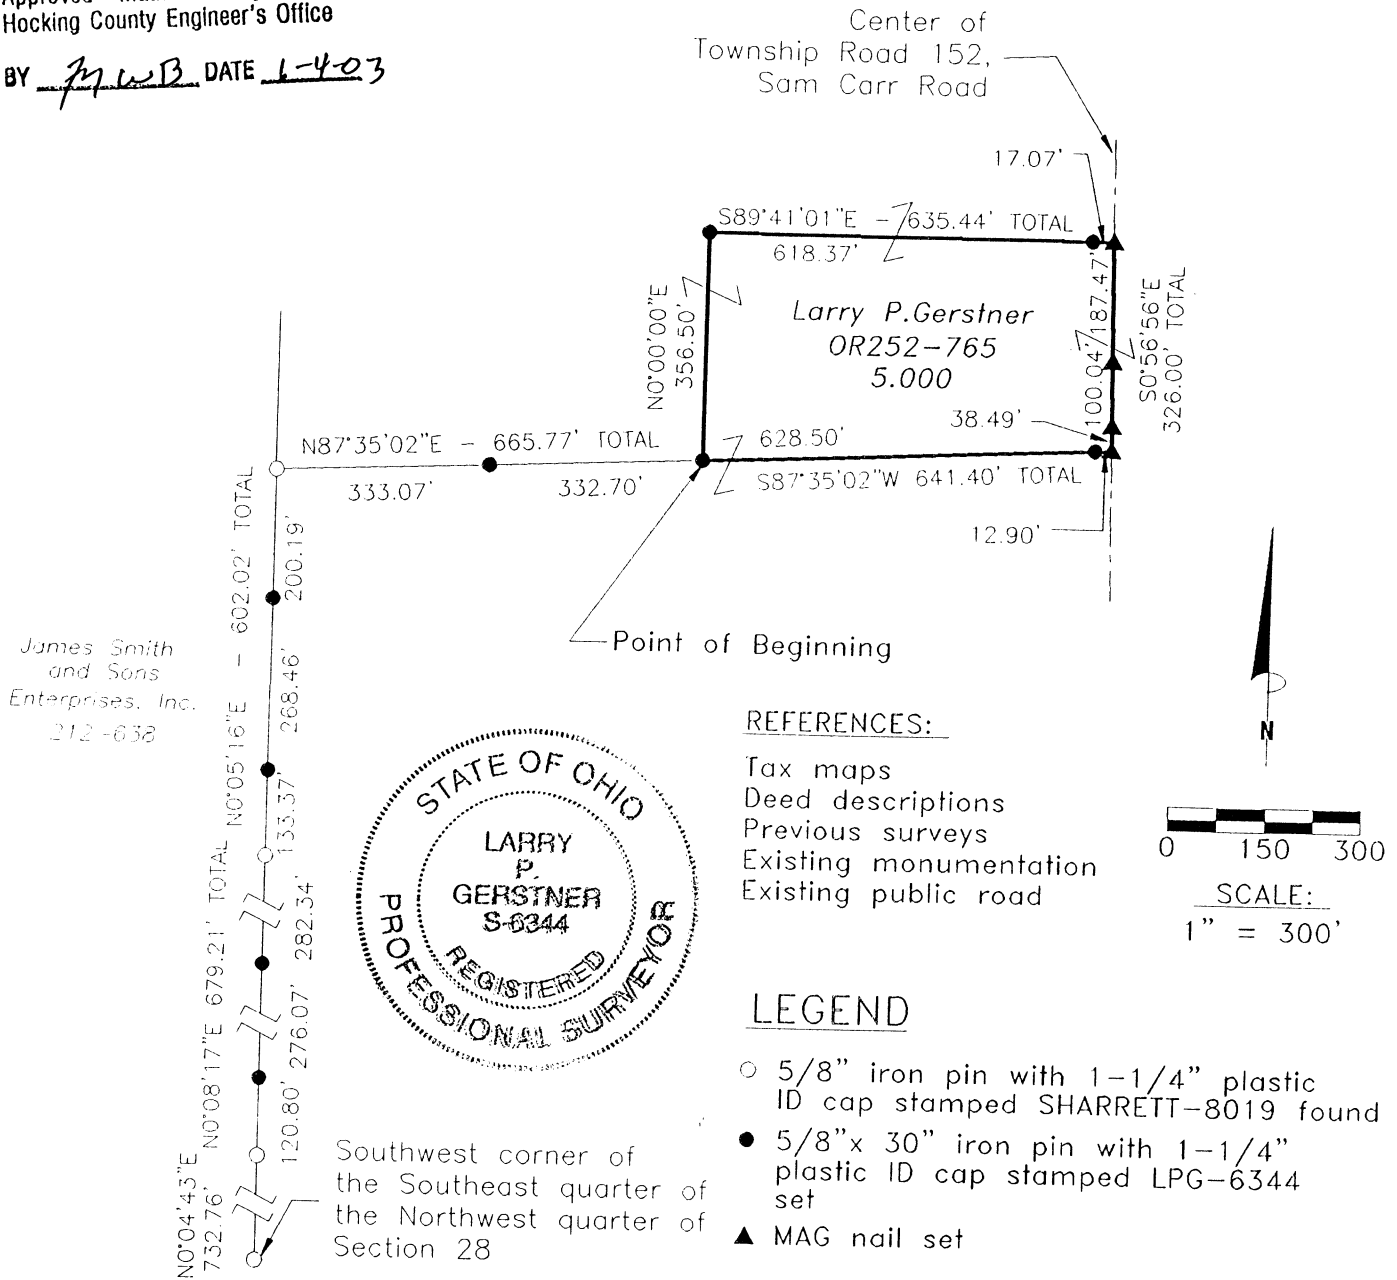 Hocking County Engineer's Office
BY MWB DATE 1-4-03
Center of
Township Road 152,
Sam Carr Road
17.07'
S89°41'01"E - 635.44' TOTAL
618.37'
N0°00'00"E
356.50'
Larry P.Gerstner
OR252-765
5.000
187.47'
100.04'
S0°56'56"E
326.00' TOTAL
38.49'
N87°35'02"E - 665.77' TOTAL
333.07'
332.70'
628.50'
S87°35'02"W 641.40' TOTAL
12.90'
Point of Beginning
N0°05'16"E - 602.02' TOTAL
200.19'
268.46'
133.37'
James Smith
and Sons
Enterprises, Inc.
212-638
N0°08'17"E 679.21' TOTAL
282.34'
276.07'
120.80'
N0°04'43"E
732.76'
STATE OF OHIO
LARRY
P.
GERSTNER
S-6344
REGISTERED
PROFESSIONAL SURVEYOR
REFERENCES:
Tax maps
Deed descriptions
Previous surveys
Existing monumentation
Existing public road
N
0 150 300
SCALE:
1" = 300'
Southwest corner of
the Southeast quarter of
the Northwest quarter of
Section 28
LEGEND
5/8" iron pin with 1-1/4" plastic
ID cap stamped SHARRETT-8019 found
5/8"x 30" iron pin with 1-1/4"
plastic ID cap stamped LPG-6344
set
MAG nail set